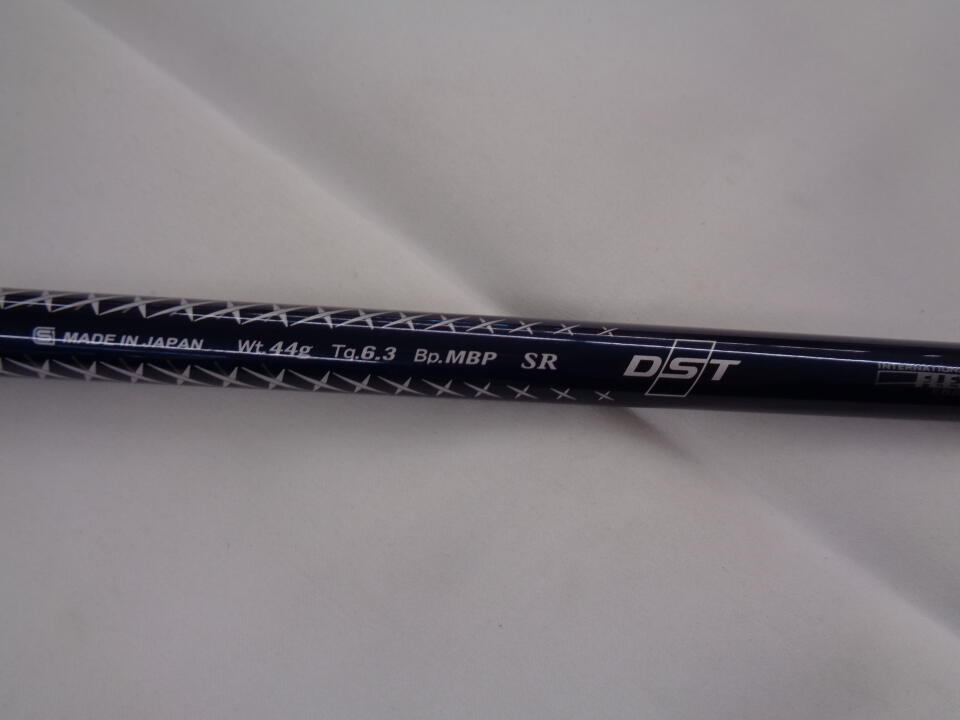 MADE IN JAPAN Wt.44g Tq.6.3 Bp.MBP SR DST